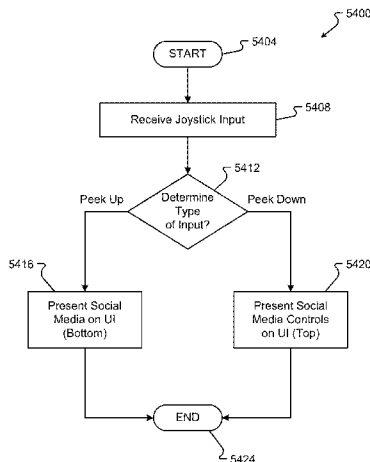 5400
START
5404
Receive Joystick Input
5408
5412
Peek Up
Determine
Peek Down
Type
of Input?
5416
5420
Present Social
Media on UI
(Bottom)
Present Social
Media Controls
on UI (Top)
END
5424